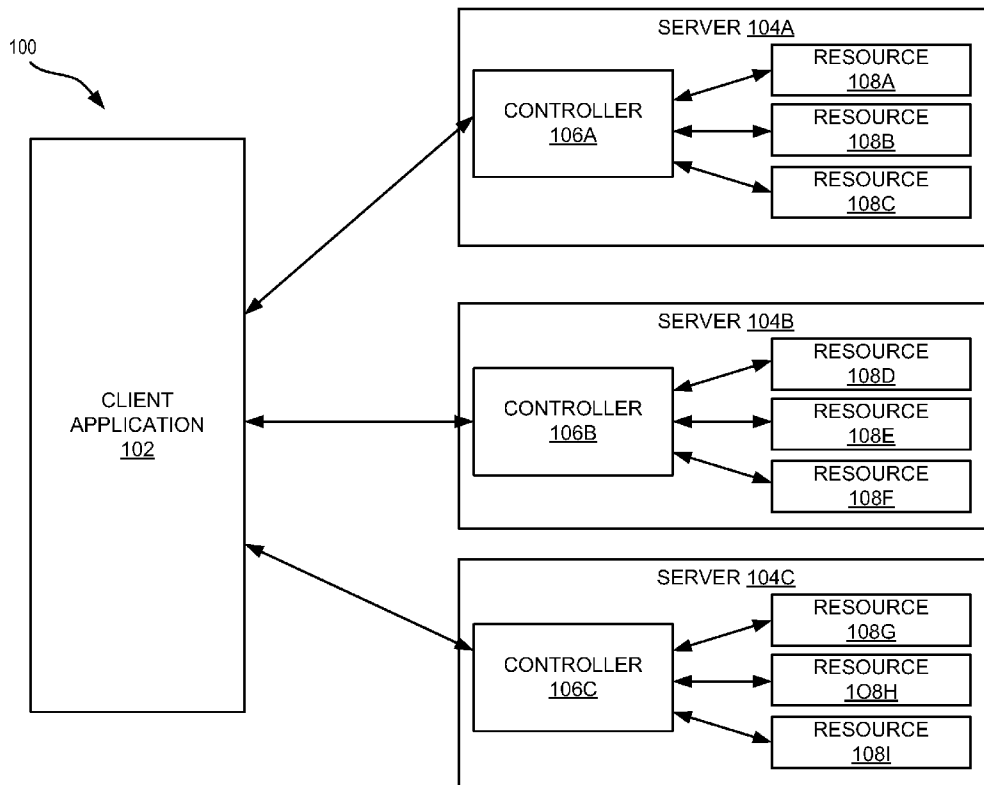 100
CLIENT
APPLICATION
102
SERVER 104A
CONTROLLER
106A
RESOURCE
108A
RESOURCE
108B
RESOURCE
108C
SERVER 104B
CONTROLLER
106B
RESOURCE
108D
RESOURCE
108E
RESOURCE
108F
SERVER 104C
CONTROLLER
106C
RESOURCE
108G
RESOURCE
1O8H
RESOURCE
108I